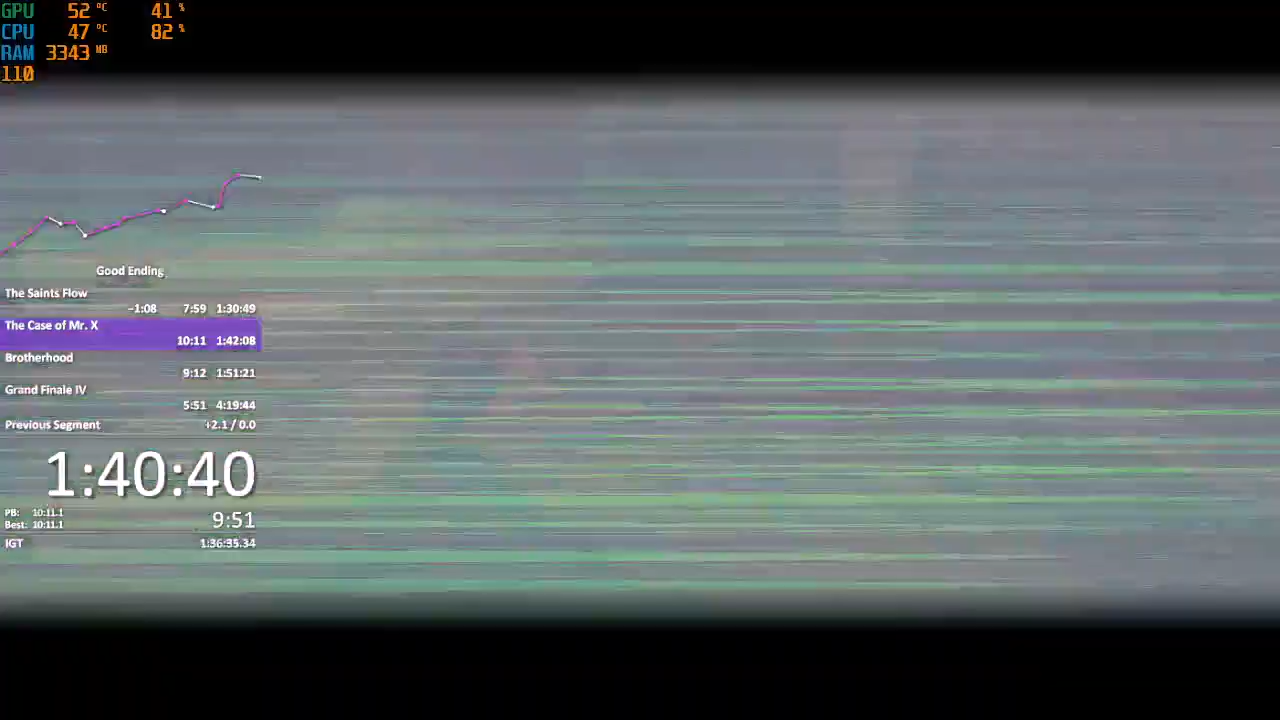 GPU 52 °C 41 %
CPU 47 °C 82 %
RAM 3343 MB
110
Good Ending
The Saints Flow
−1:08 7:59 1:30:49
The Case of Mr. X
10:11 1:42:08
Brotherhood
9:12 1:51:21
Grand Finale IV
5:51 4:19:44
Previous Segment +2.1 / 0.0
1:40:40
PB: 10:11.1
Best: 10:11.1
9:51
IGT 1:36:35.34